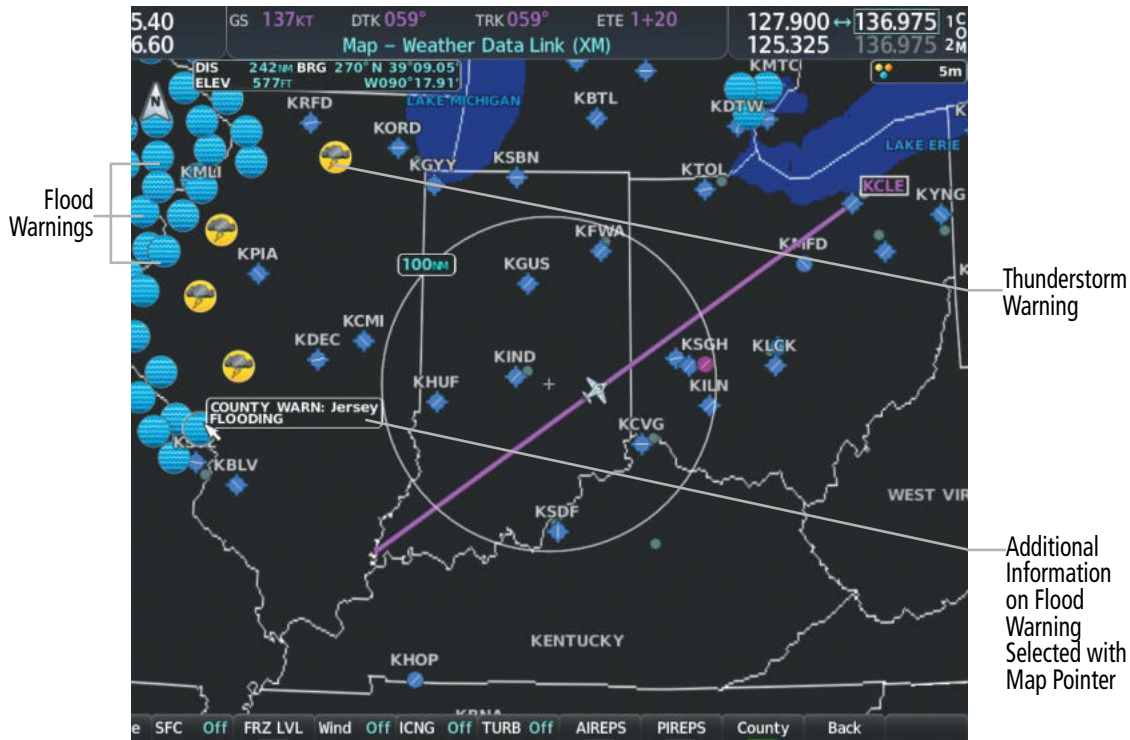 5.40 GS 137KT DTK 059° TRK 059° ETE 1+20 127.900 ↔ 136.975 1 C
6.60 Map – Weather Data Link (XM) 125.325 136.975 2 O M
DIS 242NM BRG 270° N 39°09.05'
ELEV 577FT W090°17.91'
5m
N
KMTC
KRFD
LAKE MICHIGAN
KBTL
KDTW
KORD
LAKE ERIE
KGYY
KSBN
KTOL
KMLI
KCLE
KYNG
Flood
Warnings
KPIA
KFWA
KMFD
100NM
KGUS
Thunderstorm
Warning
KCMI
KDEC
KIND
KSGH
KLCK
KHUF
KILN
COUNTY WARN: Jersey
FLOODING
KCVG
KBLV
WEST VIR
KSDF
Additional
Information
on Flood
Warning
Selected with
Map Pointer
KENTUCKY
KHOP
KBNA
e SFC Off FRZ LVL Wind Off ICNG Off TURB Off AIREPS PIREPS County Back